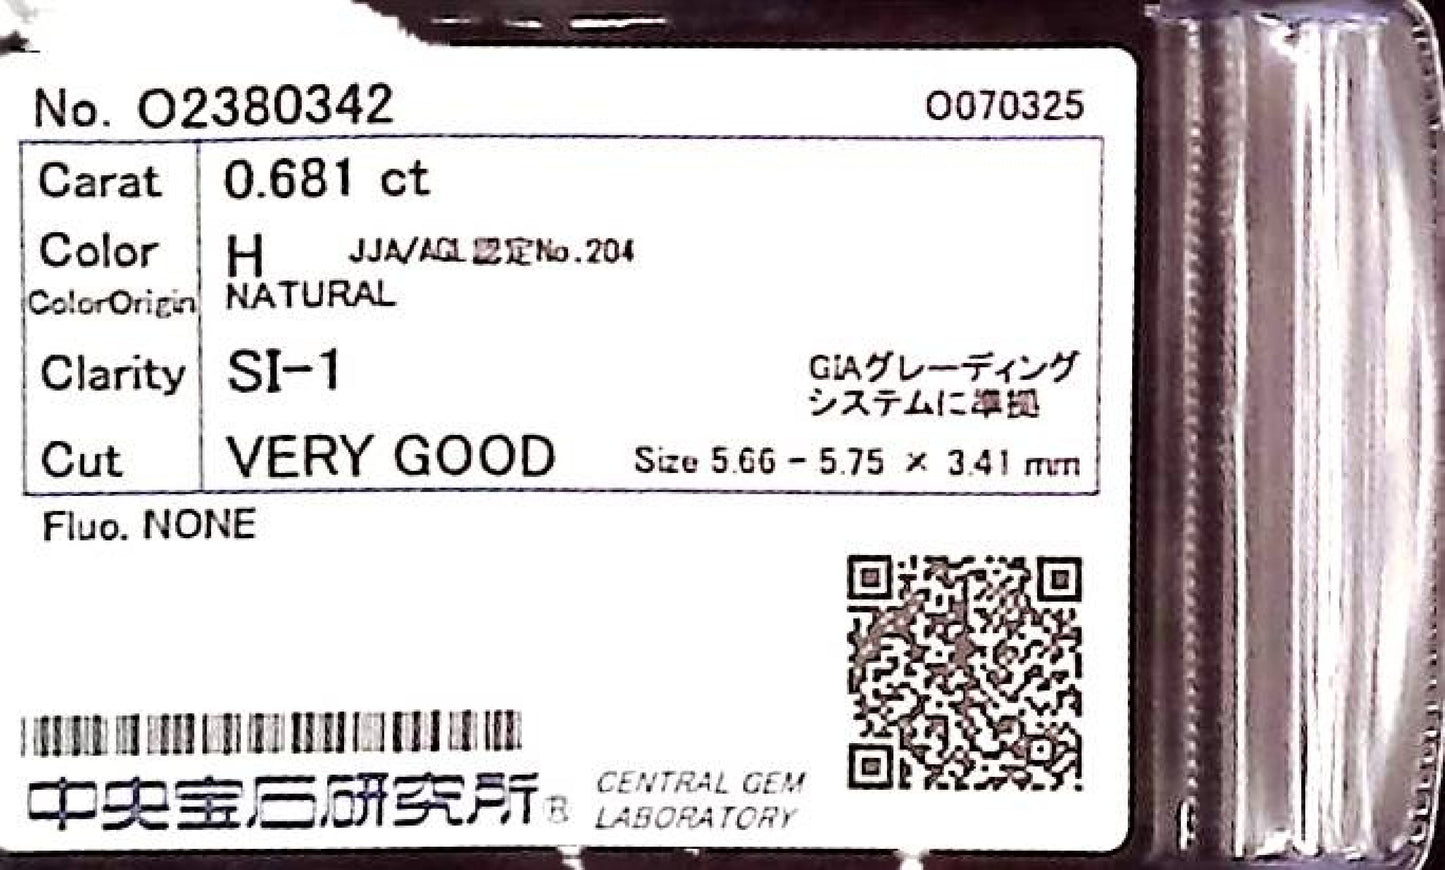 No. O2380342
O070325
Carat 0.681 ct
Color H JJA/AGL認定No.204
ColorOrigin NATURAL
Clarity SI-1
GIAグレーディング
システムに準拠
Cut VERY GOOD Size 5.66 - 5.75 × 3.41 mm
Fluo. NONE
中央宝石研究所®
CENTRAL GEM
LABORATORY